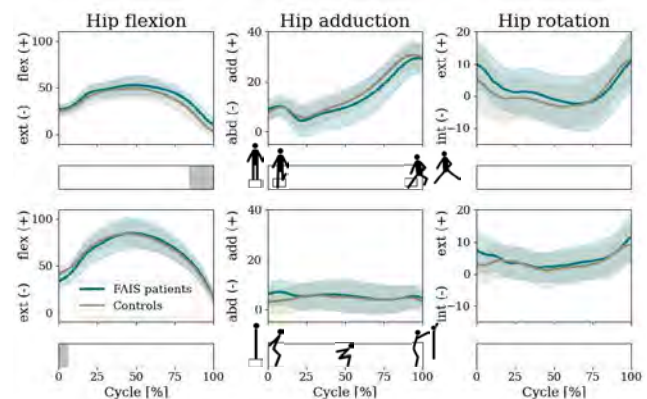 Hip flexion
Hip adduction
Hip rotation
ext (-) flex (+)
100
50
0
abd (-) add (+)
40
20
0
int (-) ext (+)
20
10
0
−10
ext (-) flex (+)
100
50
0
FAIS patients
Controls
abd (-) add (+)
40
20
0
int (-) ext (+)
20
10
0
−10
0 25 50 75 100
Cycle [%]
0 25 50 75 100
Cycle [%]
0 25 50 75 100
Cycle [%]